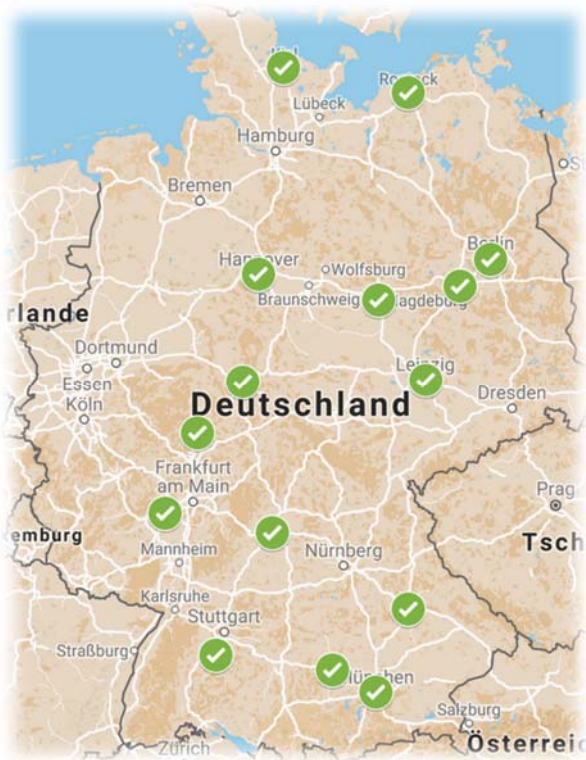 Lübeck
Hamburg
Bremen
oWolfsburg
Braunschweig
rlande
Dortmund
Essen
Köln
Deutschland
Dresden
Frankfurt
am Main
Prag
emburg
Mannheim
Nürnberg
Tsch
Karlsruhe
Stuttgart
Straßburg
Salzburg
Zürich
Österreic